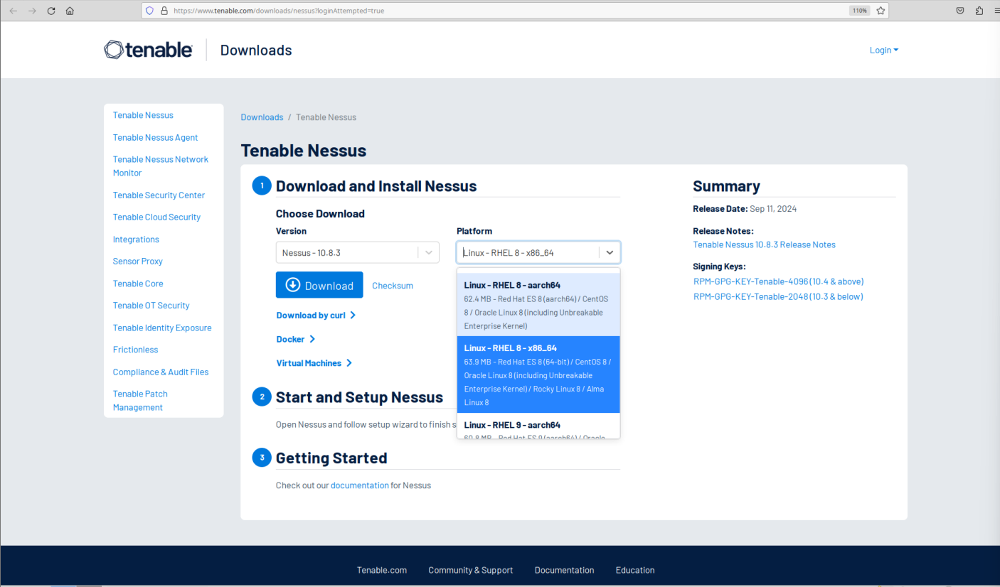 https://www.tenable.com/downloads/nessus?loginAttempted=true
110%
tenable
Downloads
Login
Tenable Nessus
Tenable Nessus Agent
Tenable Nessus Network
Monitor
Tenable Security Center
Tenable Cloud Security
Integrations
Sensor Proxy
Tenable Core
Tenable OT Security
Tenable Identity Exposure
Frictionless
Compliance & Audit Files
Tenable Patch
Management
Downloads / Tenable Nessus
Tenable Nessus
1 Download and Install Nessus
Choose Download
Version
Nessus - 10.8.3
Platform
Linux - RHEL 8 - x86_64
Download
Checksum
Download by curl
Docker
Virtual Machines
Linux - RHEL 8 - aarch64
62.4 MB - Red Hat ES 8 (aarch64) / CentOS
8 / Oracle Linux 8 (including Unbreakable
Enterprise Kernel)
Linux - RHEL 8 - x86_64
63.9 MB - Red Hat ES 8 (64-bit) / CentOS 8 /
Oracle Linux 8 (including Unbreakable
Enterprise Kernel) / Rocky Linux 8 / Alma
Linux 8
Linux - RHEL 9 - aarch64
60.8 MB - Red Hat ES 9 (aarch64) / Oracle
2 Start and Setup Nessus
Open Nessus and follow setup wizard to finish s
3 Getting Started
Check out our documentation for Nessus
Summary
Release Date: Sep 11, 2024
Release Notes:
Tenable Nessus 10.8.3 Release Notes
Signing Keys:
RPM-GPG-KEY-Tenable-4096 (10.4 & above)
RPM-GPG-KEY-Tenable-2048 (10.3 & below)
Tenable.com
Community & Support
Documentation
Education